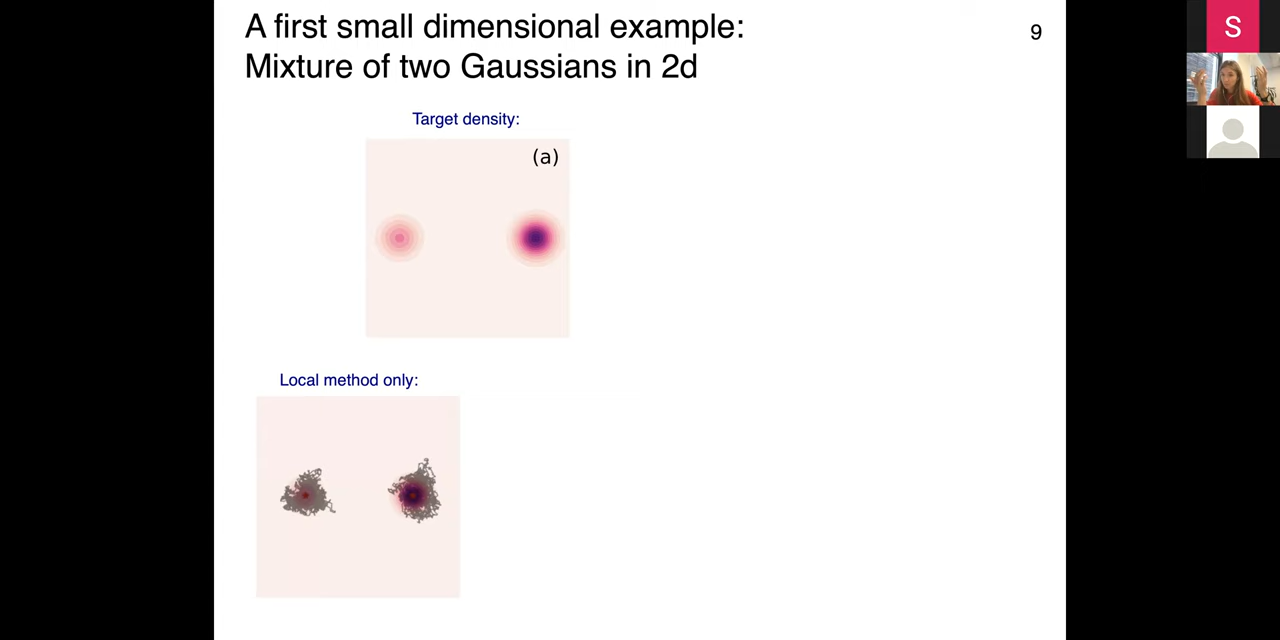 A first small dimensional example:
Mixture of two Gaussians in 2d
9
S
Target density:
(a)
Local method only: